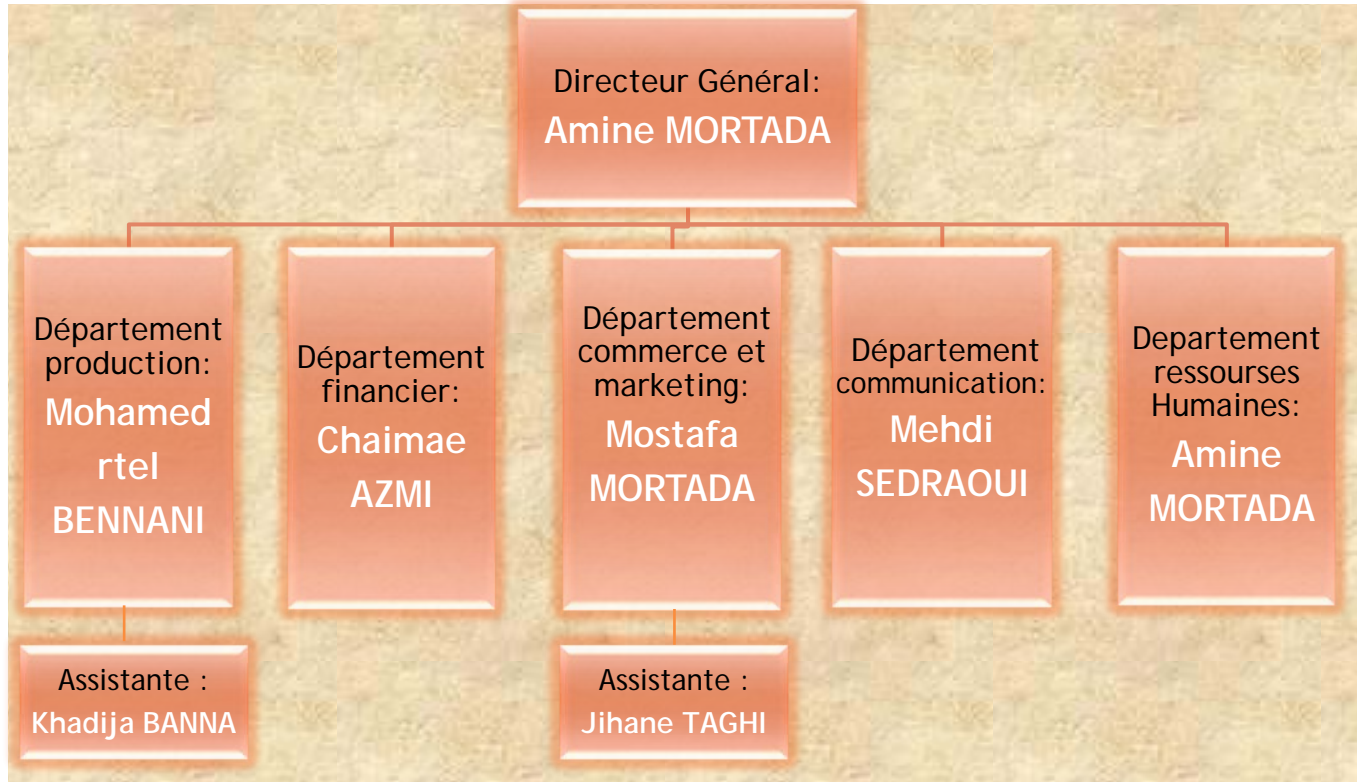 Directeur Général:
Amine MORTADA
Département
production:
Mohamed
rtel
BENNANI
Département
financier:
Chaimae
AZMI
Département
commerce et
marketing:
Mostafa
MORTADA
Département
communication:
Mehdi
SEDRAOUI
Departement
ressourses
Humaines:
Amine
MORTADA
Assistante :
Khadija BANNA
Assistante :
Jihane TAGHI